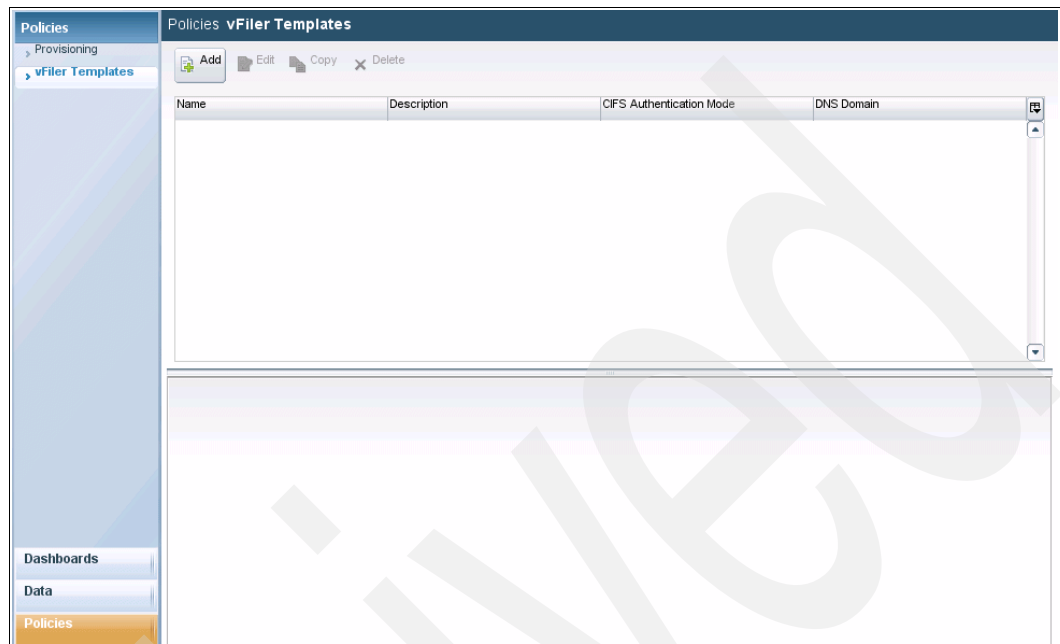 Policies
Provisioning
vFiler Templates
Policies vFiler Templates
Add Edit Copy Delete
Name Description CIFS Authentication Mode DNS Domain
Dashboards
Data
Policies